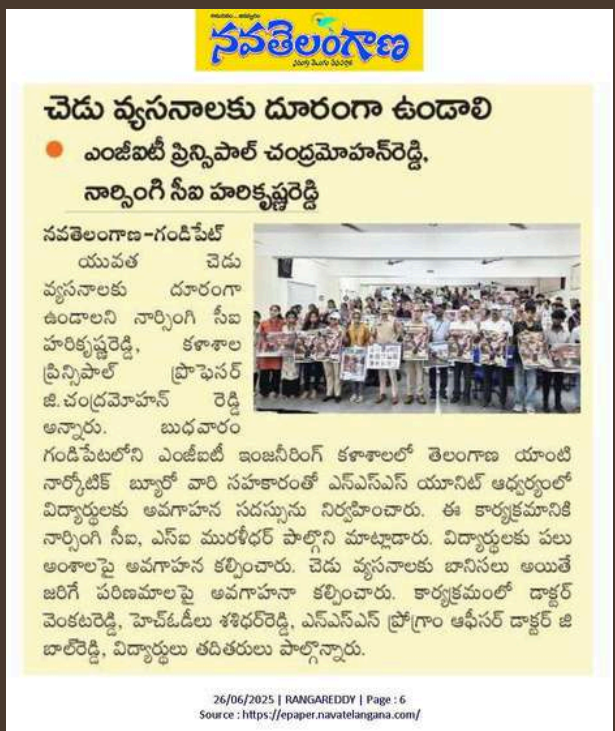 నవతెలంగాణ
చెడు వ్యసనాలకు దూరంగా ఉండాలి
ఎంజీఐటీ ప్రిన్సిపాల్ చంద్రమోహన్‌రెడ్డి,
నార్సింగి సీఐ హరికృష్ణరెడ్డి
నవతెలంగాణ-గండిపేట్
యువత చెడు
వ్యసనాలకు దూరంగా
ఉండాలని నార్సింగి సీఐ
హరికృష్ణరెడ్డి, కళాశాల
ప్రిన్సిపాల్ ప్రొఫెసర్
జి.చంద్రమోహన్ రెడ్డి
అన్నారు. బుధవారం
గండిపేటలోని ఎంజీఐటీ ఇంజనీరింగ్ కళాశాలలో తెలంగాణ యాంటి
నార్కోటిక్ బ్యూరో వారి సహకారంతో ఎన్ఎస్ఎస్ యూనిట్ ఆధ్వర్యంలో
విద్యార్థులకు అవగాహన సదస్సును నిర్వహించారు. ఈ కార్యక్రమానికి
నార్సింగి సీఐ, ఎస్ఐ మురళీధర్ పాల్గొని మాట్లాడారు. విద్యార్థులకు పలు
అంశాలపై అవగాహన కల్పించారు. చెడు వ్యసనాలకు బానిసలు అయితే
జరిగే పరిణమాలపై అవగాహనా కల్పించారు. కార్యక్రమంలో డాక్టర్
వెంకటరెడ్డి, హెచ్ఓడీలు శశిధర్‌రెడ్డి, ఎన్ఎస్ఎస్ ప్రోగ్రాం ఆఫీసర్ డాక్టర్ జి
బాల్‌రెడ్డి, విద్యార్థులు తదితరులు పాల్గొన్నారు.
26/06/2025 | RANGAREDDY | Page : 6
Source : https://epaper.navatelangana.com/